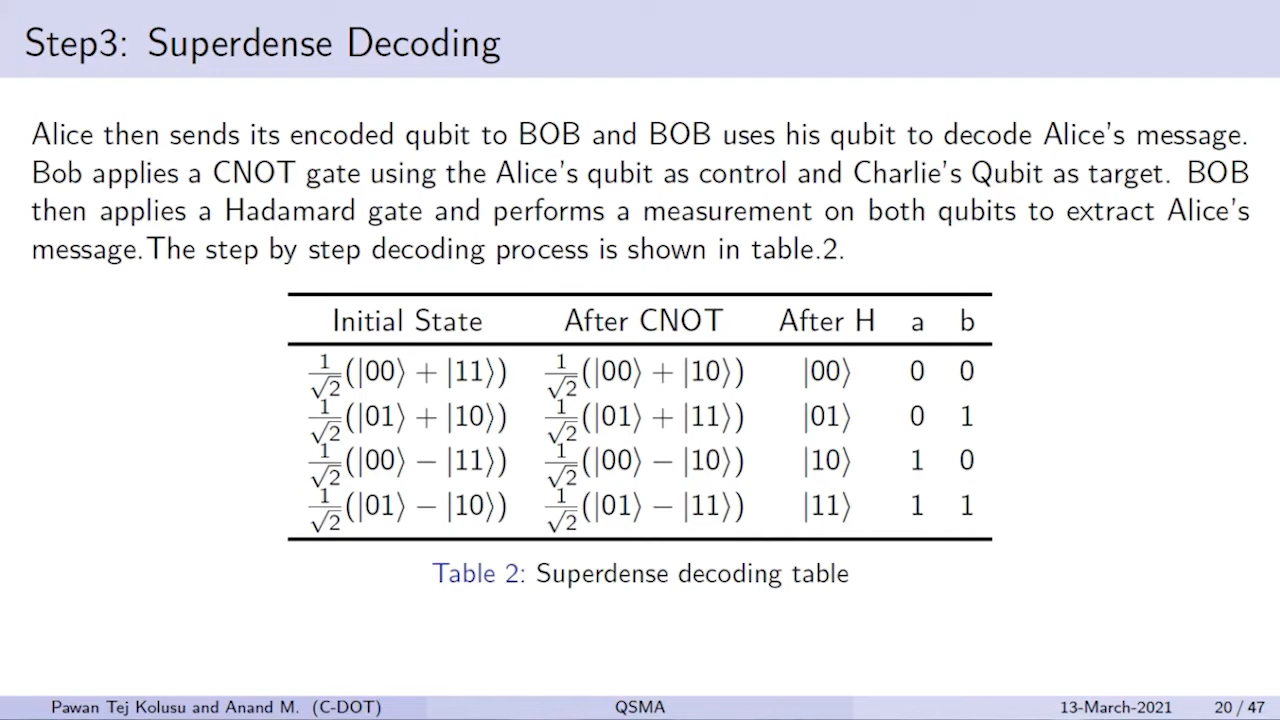 Step3: Superdense Decoding
Alice then sends its encoded qubit to BOB and BOB uses his qubit to decode Alice's message.
Bob applies a CNOT gate using the Alice's qubit as control and Charlie's Qubit as target. BOB
then applies a Hadamard gate and performs a measurement on both qubits to extract Alice's
message.The step by step decoding process is shown in table.2.
Initial State After CNOT After H a b
1/√2(|00⟩ + |11⟩) 1/√2(|00⟩ + |10⟩) |00⟩ 0 0
1/√2(|01⟩ + |10⟩) 1/√2(|01⟩ + |11⟩) |01⟩ 0 1
1/√2(|00⟩ − |11⟩) 1/√2(|00⟩ − |10⟩) |10⟩ 1 0
1/√2(|01⟩ − |10⟩) 1/√2(|01⟩ − |11⟩) |11⟩ 1 1
Table 2: Superdense decoding table
Pawan Tej Kolusu and Anand M. (C-DOT) QSMA 13-March-2021 20 / 47